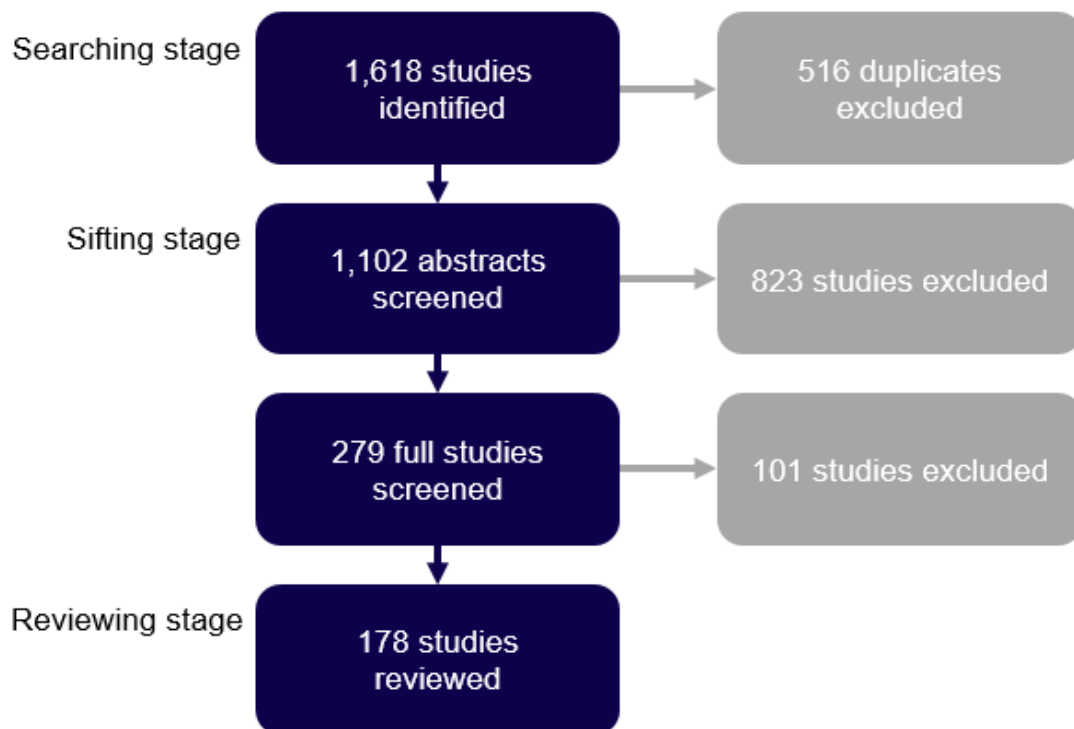 Searching stage
1,618 studies
identified
516 duplicates
excluded
Sifting stage
1,102 abstracts
screened
823 studies excluded
279 full studies
screened
101 studies excluded
Reviewing stage
178 studies
reviewed